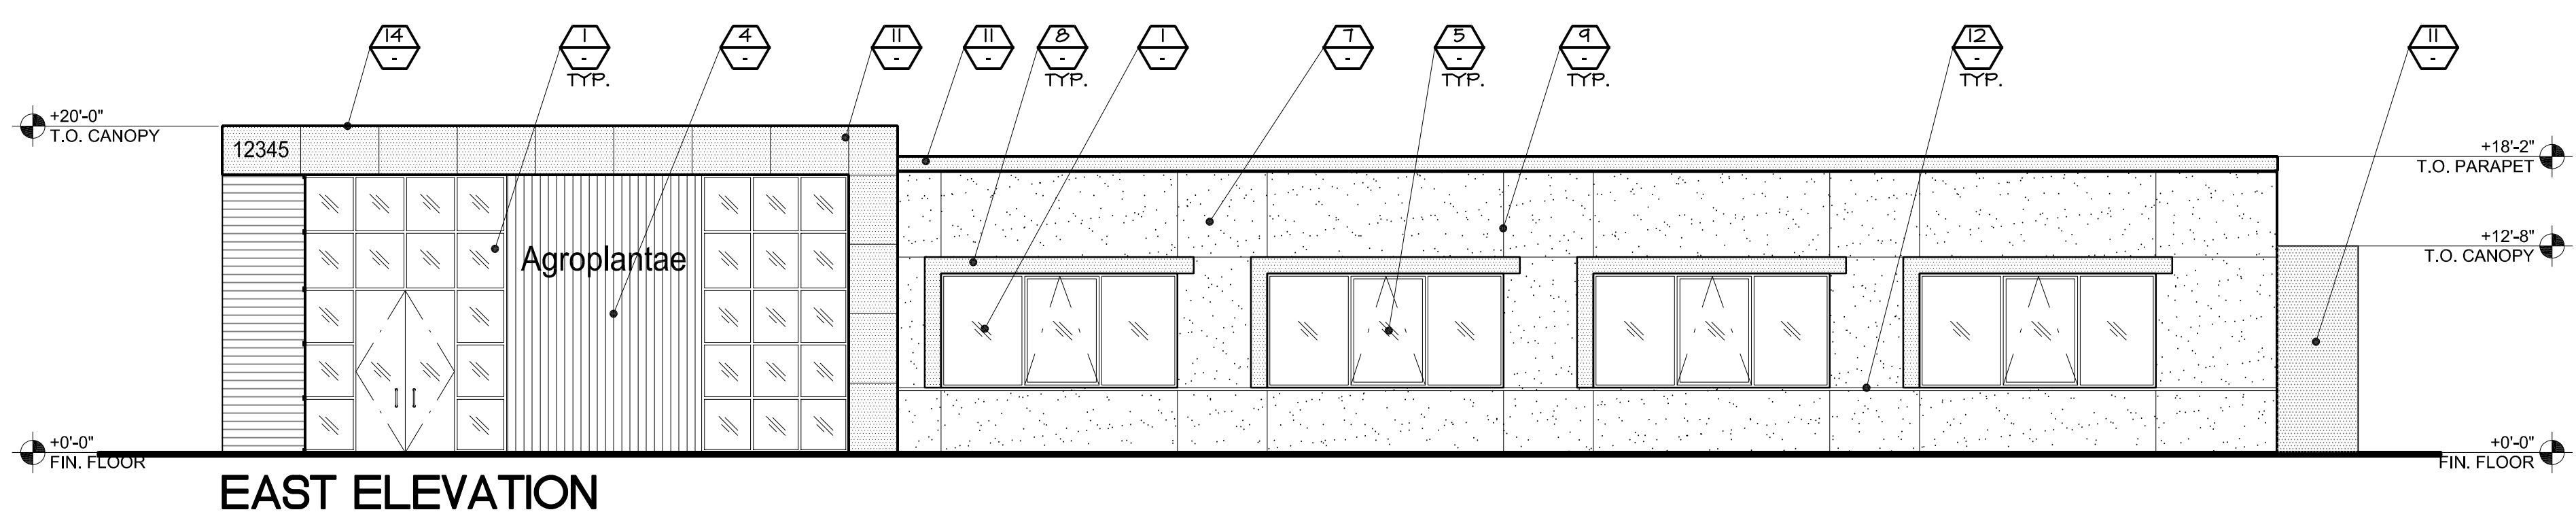 14
-
1
-
TYP.
4
-
11
-
11
-
8
-
TYP.
1
-
7
-
5
-
TYP.
9
-
TYP.
12
-
TYP.
11
-
+20'-0"
T.O. CANOPY
12345
+18'-2"
T.O. PARAPET
+12'-8"
T.O. CANOPY
Agroplantae
+0'-0"
FIN. FLOOR
+0'-0"
FIN. FLOOR
EAST ELEVATION